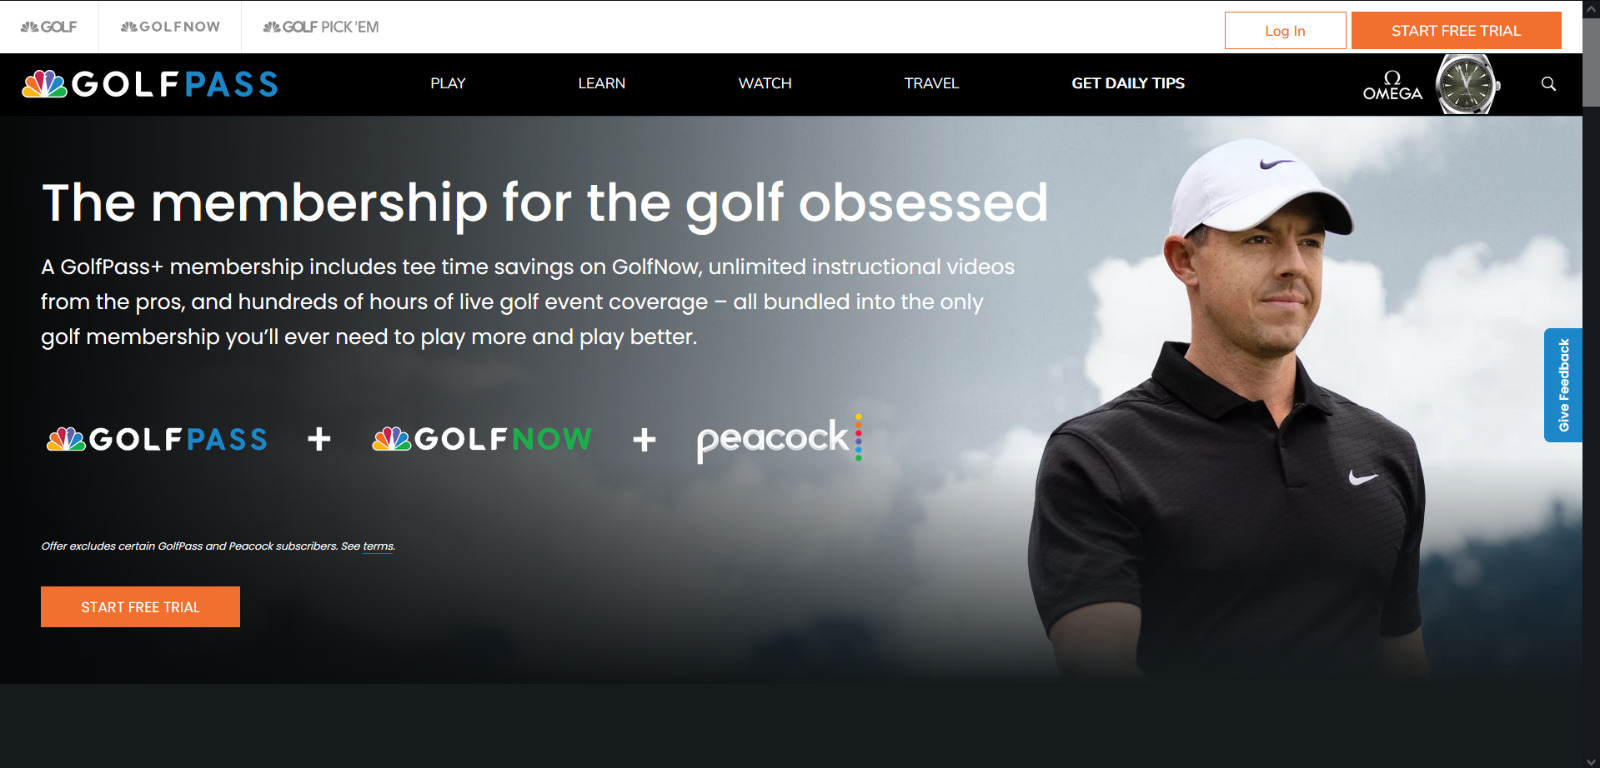 GOLF
GOLFNOW
GOLF PICK'EM
Log In
START FREE TRIAL
GOLFPASS
PLAY
LEARN
WATCH
TRAVEL
GET DAILY TIPS
Ω
OMEGA
The membership for the golf obsessed
A GolfPass+ membership includes tee time savings on GolfNow, unlimited instructional videos
from the pros, and hundreds of hours of live golf event coverage – all bundled into the only
golf membership you’ll ever need to play more and play better.
GOLFPASS + GOLFNOW + peacock
Offer excludes certain GolfPass and Peacock subscribers. See terms.
START FREE TRIAL
Give Feedback